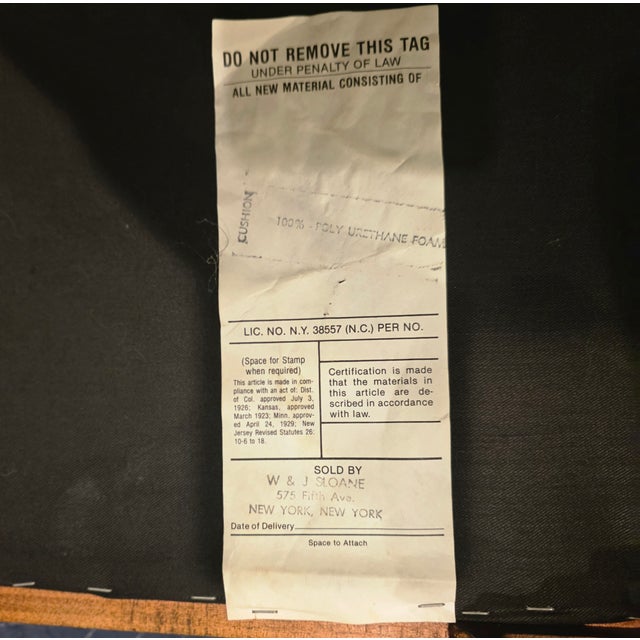 DO NOT REMOVE THIS TAG
UNDER PENALTY OF LAW
ALL NEW MATERIAL CONSISTING OF
CUSHION
100% - POLY URETHANE FOAM
LIC. NO. N.Y. 38557 (N.C.) PER NO.
(Space for Stamp
when required)
This article is made in com-
pliance with an act of: Dist.
of Col. approved July 3,
1926; Kansas, approved
March 1923; Minn. approv-
ed April 24, 1929; New
Jersey Revised Statutes 26:
10-6 to 18.
Certification is made
that the materials in
this article are de-
scribed in accordance
with law.
SOLD BY
W & J SLOANE
575 Fifth Ave.
NEW YORK, NEW YORK
Date of Delivery
Space to Attach